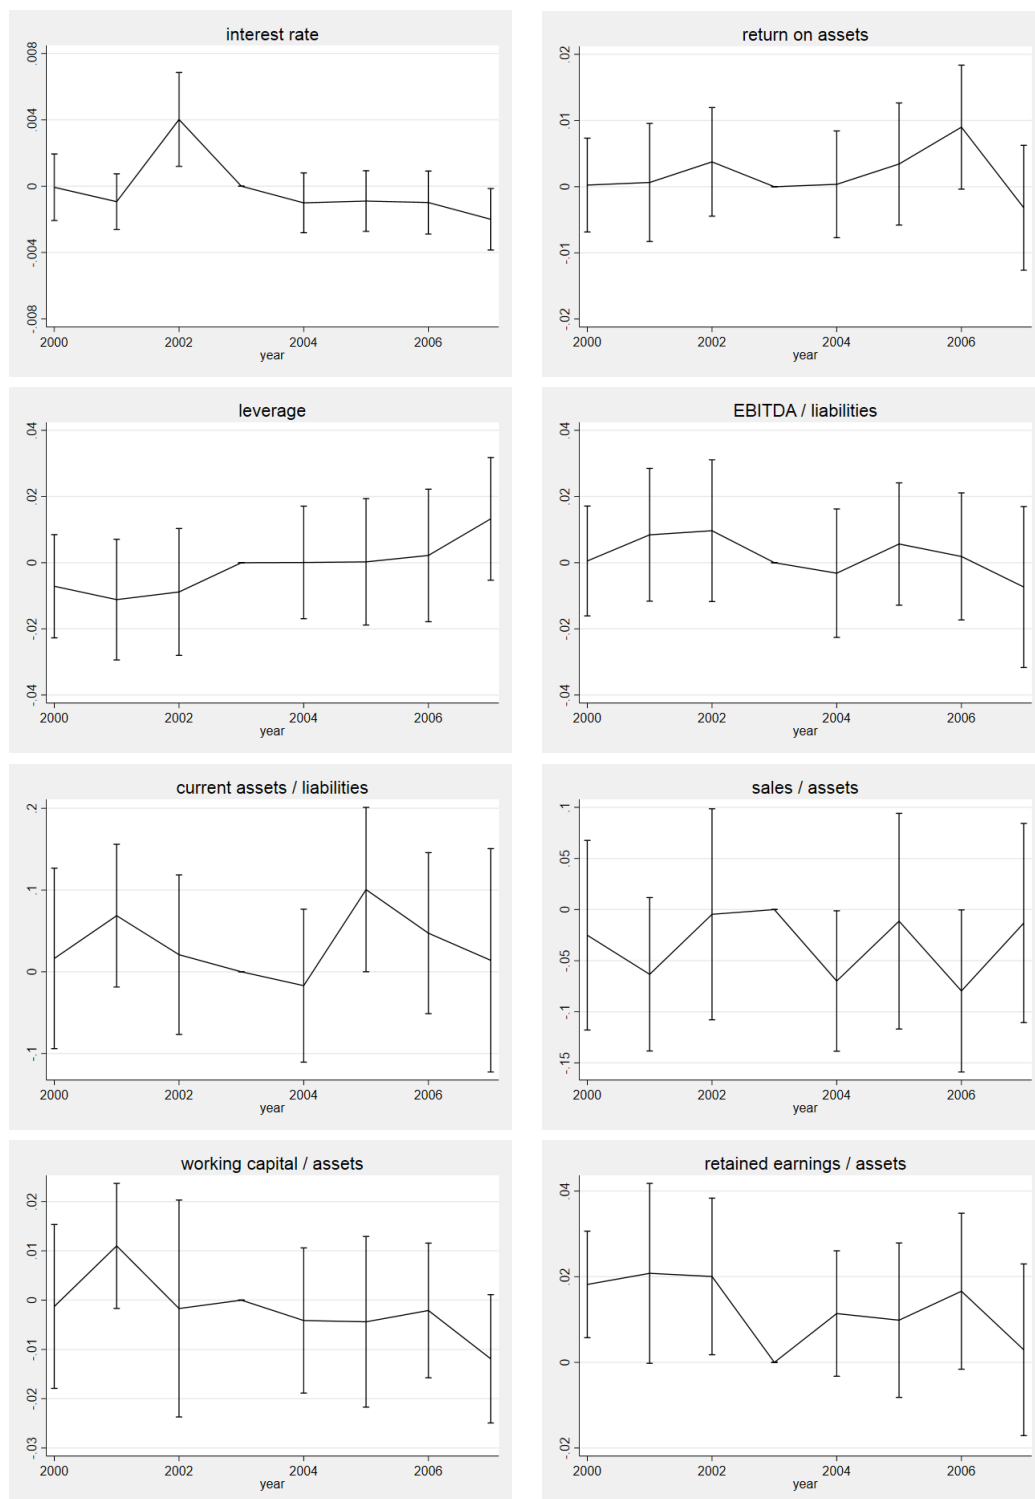 interest rate
.008
.004
0
-.004
-.008
2000 2002 2004 2006
year
return on assets
.02
.01
0
-.01
-.02
2000 2002 2004 2006
year
leverage
.04
.02
0
-.02
-.04
2000 2002 2004 2006
year
EBITDA / liabilities
.04
.02
0
-.02
-.04
2000 2002 2004 2006
year
current assets / liabilities
.2
.1
0
-.1
2000 2002 2004 2006
year
sales / assets
.1
.05
0
-.05
-.1
-.15
2000 2002 2004 2006
year
working capital / assets
.02
.01
0
-.01
-.02
-.03
2000 2002 2004 2006
year
retained earnings / assets
.04
.02
0
-.02
2000 2002 2004 2006
year